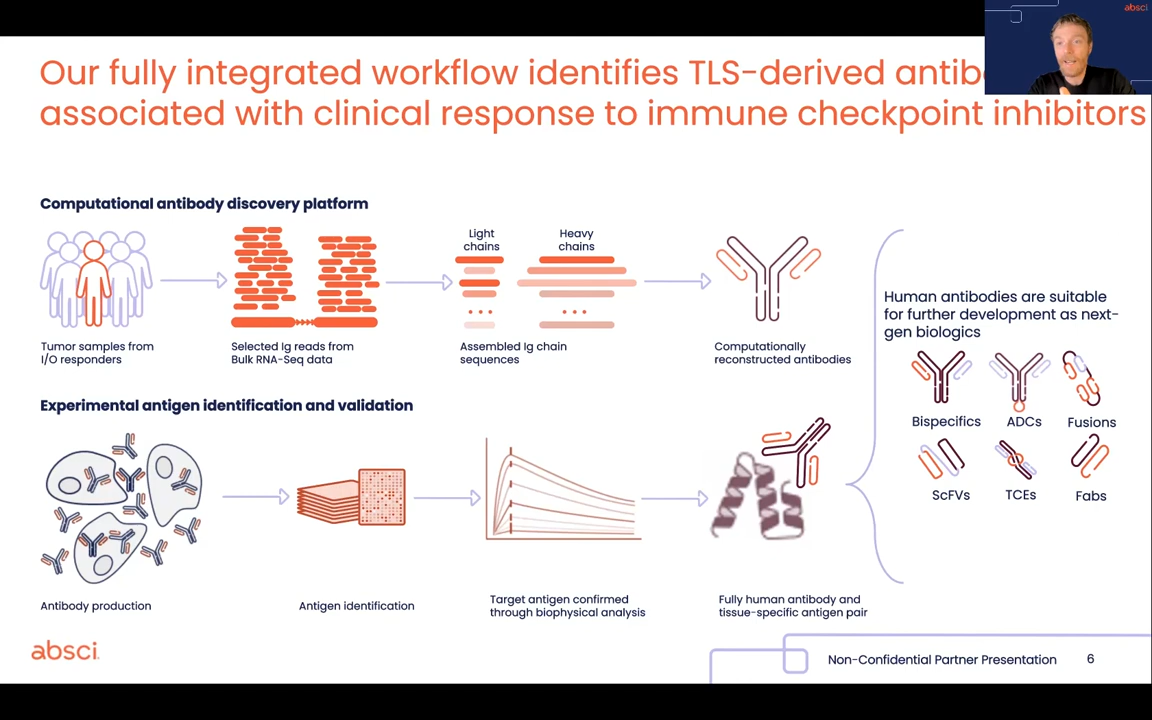 absci
Our fully integrated workflow identifies TLS-derived
associated with clinical response to immune checkpoint inhibitors
Computational antibody discovery platform
Light
chains
Heavy
chains
Tumor samples from
I/O responders
Selected Ig reads from
Bulk RNA-Seq data
Assembled Ig chain
sequences
Computationally
reconstructed antibodies
Experimental antigen identification and validation
Antibody production
Antigen identification
Target antigen confirmed
through biophysical analysis
Fully human antibody and
tissue-specific antigen pair
Human antibodies are suitable
for further development as next-
gen biologics
Bispecifics
ADCs
Fusions
ScFVs
TCEs
Fabs
absci
Non-Confidential Partner Presentation
6